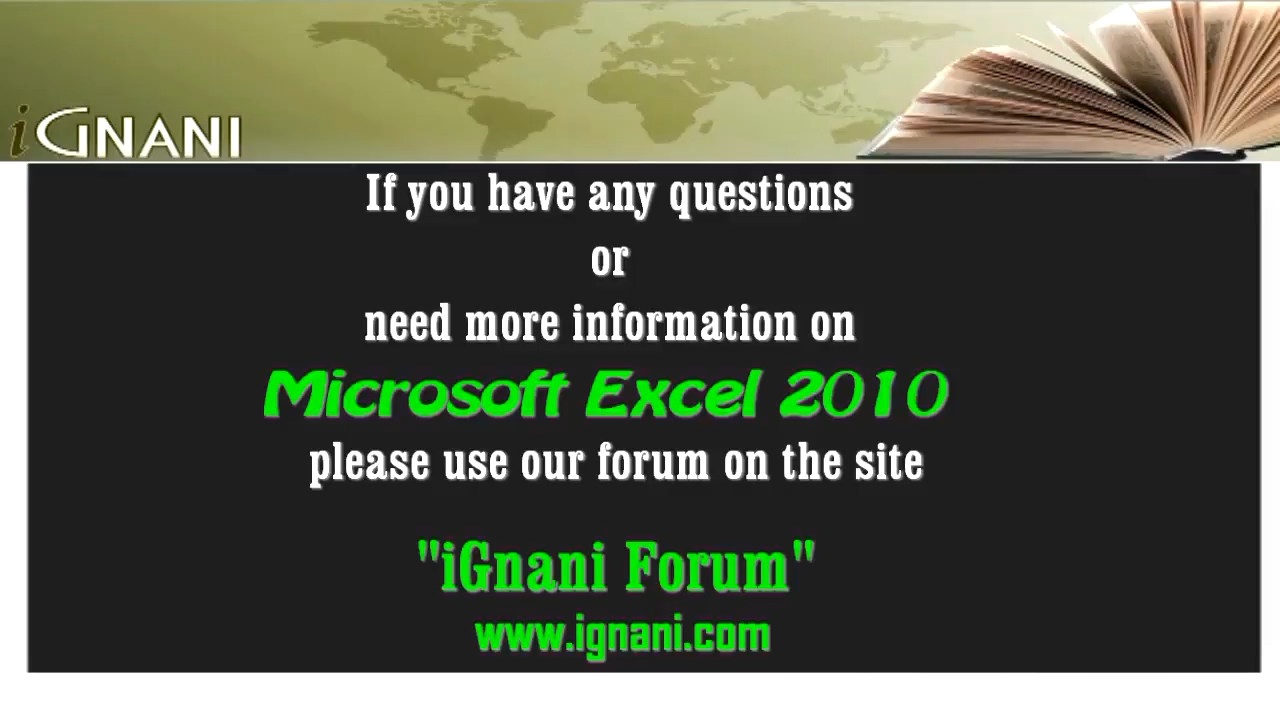 iGNANI
If you have any questions
or
need more information on
Microsoft Excel 2010
please use our forum on the site
"iGnani Forum"
www.ignani.com